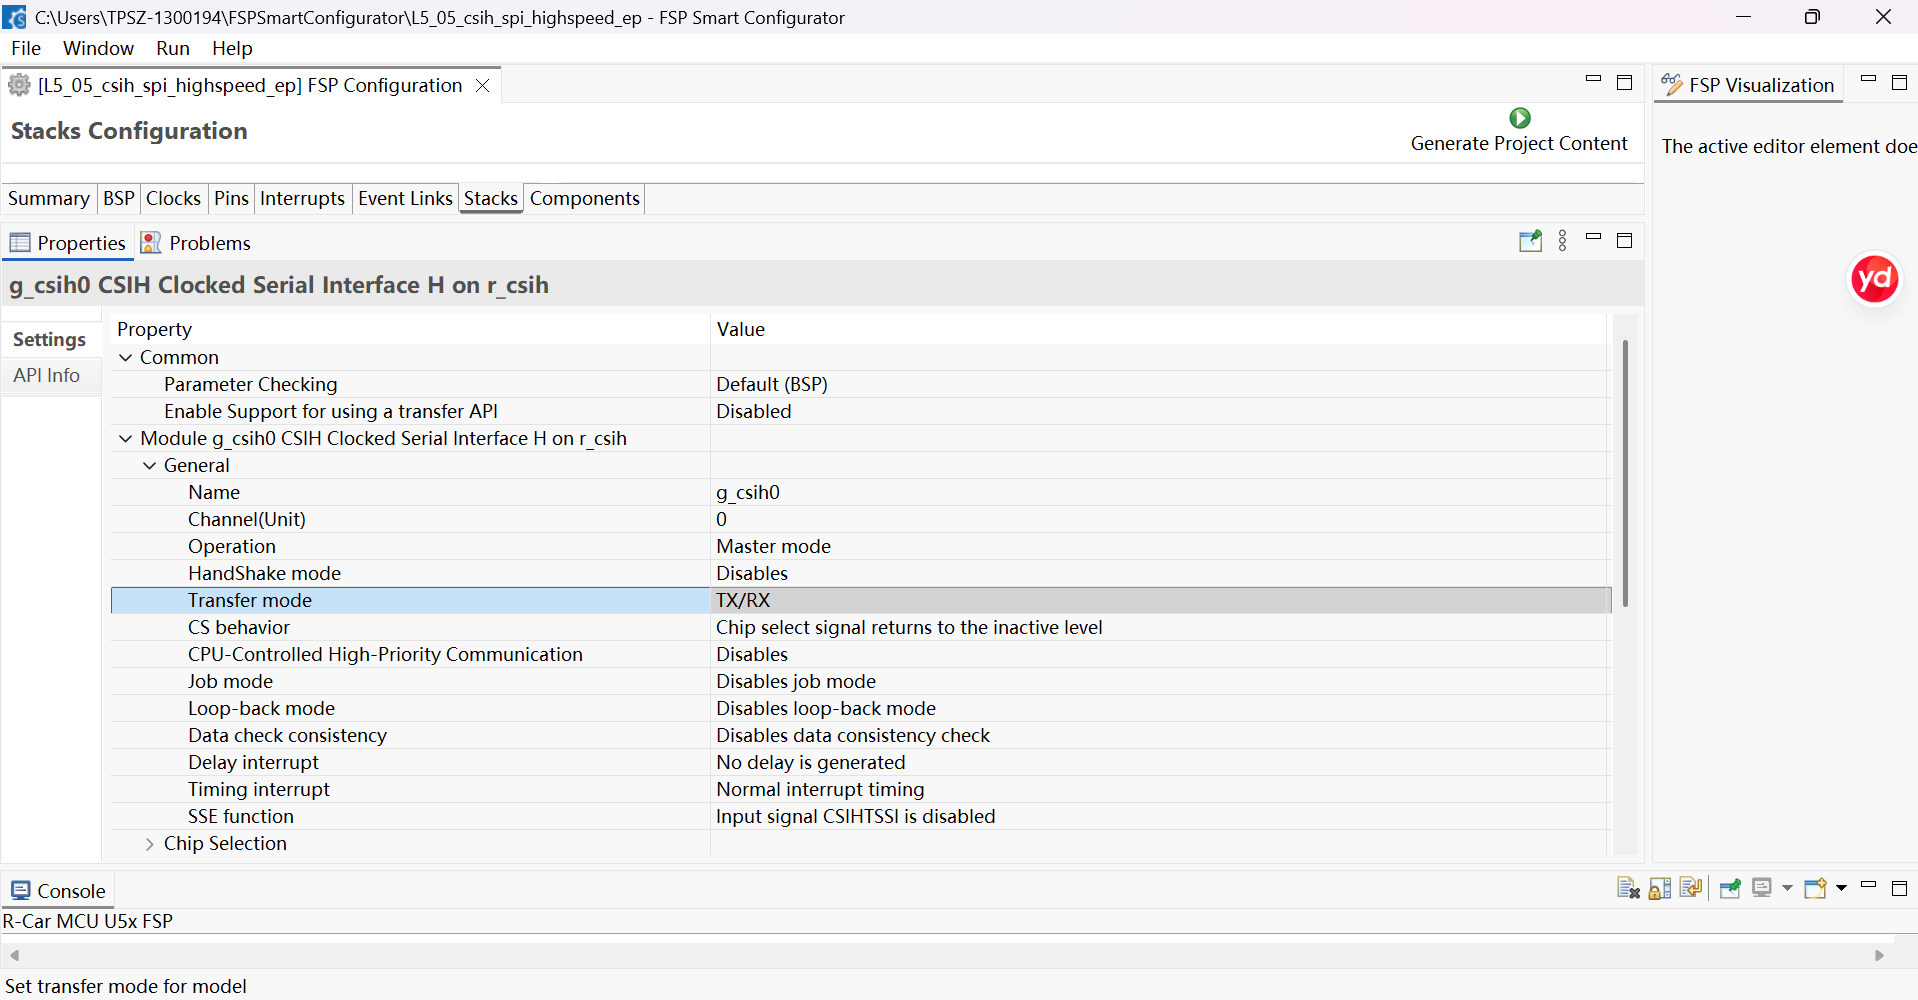 C:\Users\TPSZ-1300194\FSPSmartConfigurator\L5_05_csih_spi_highspeed_ep - FSP Smart Configurator
File Window Run Help
[L5_05_csih_spi_highspeed_ep] FSP Configuration
FSP Visualization
Stacks Configuration
Generate Project Content
The active editor element doe
Summary BSP Clocks Pins Interrupts Event Links Stacks Components
Properties Problems
g_csih0 CSIH Clocked Serial Interface H on r_csih
yd
Settings
API Info
Property Value
Common
Parameter Checking Default (BSP)
Enable Support for using a transfer API Disabled
Module g_csih0 CSIH Clocked Serial Interface H on r_csih
General
Name g_csih0
Channel(Unit) 0
Operation Master mode
HandShake mode Disables
Transfer mode TX/RX
CS behavior Chip select signal returns to the inactive level
CPU-Controlled High-Priority Communication Disables
Job mode Disables job mode
Loop-back mode Disables loop-back mode
Data check consistency Disables data consistency check
Delay interrupt No delay is generated
Timing interrupt Normal interrupt timing
SSE function Input signal CSIHTSSI is disabled
Chip Selection
Console
R-Car MCU U5x FSP
Set transfer mode for model